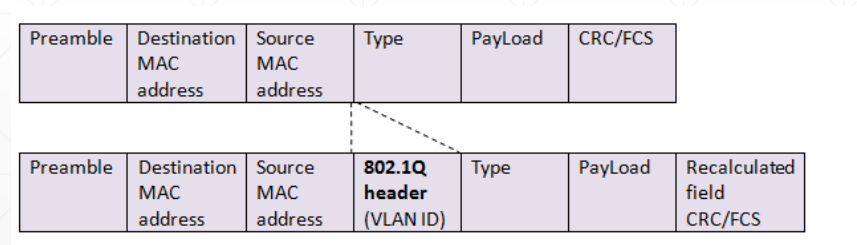 Preamble Destination MAC address Source MAC address Type PayLoad CRC/FCS
Preamble Destination MAC address Source MAC address 802.1Q header (VLAN ID) Type PayLoad Recalculated field CRC/FCS